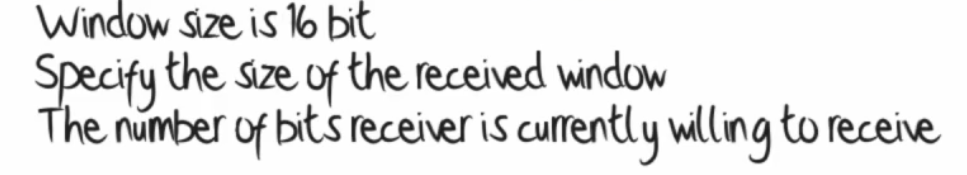 Window size is 16 bit
Specify the size of the received window
The number of bits receiver is currently willing to receive